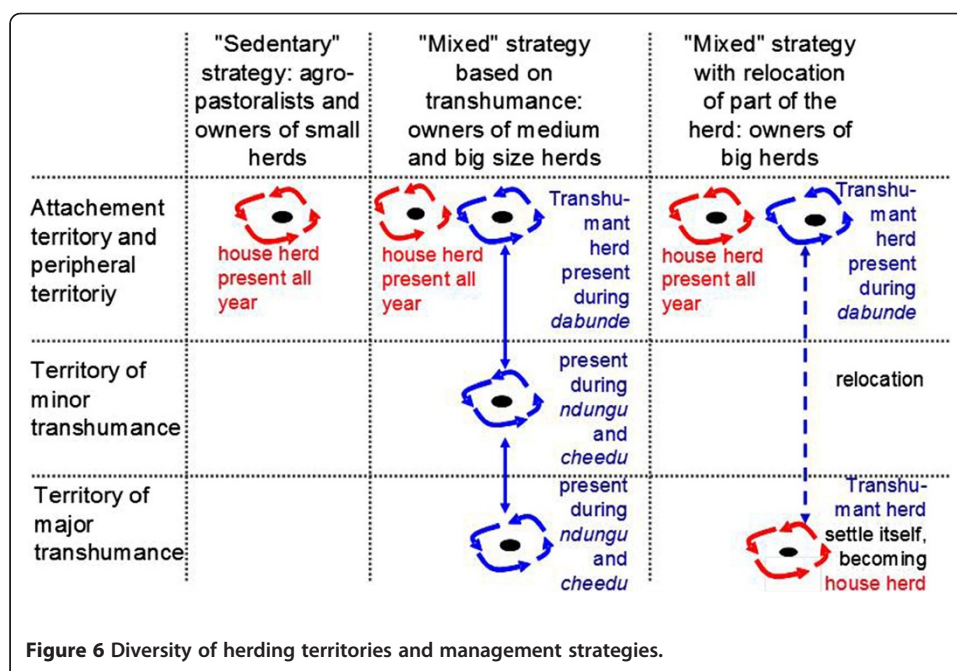 "Sedentary"
strategy: agro-
pastoralists and
owners of small
herds
"Mixed" strategy
based on
transhumance:
owners of medium
and big size herds
"Mixed" strategy
with relocation
of part of the
herd: owners of
big herds
Attachement
territory and
peripheral
territoriy
house herd
present all
year
house herd
present all
year
Transhu-
mant
herd
present
during
dabunde
house herd
present all
year
Transhu-
mant
herd
present
during
dabunde
Territory of
minor
transhumance
present
during
ndungu
and
cheedu
relocation
Territory of
major
transhumance
present
during
ndungu
and
cheedu
Transhu-
mant herd
settle itself,
becoming
house herd
Figure 6 Diversity of herding territories and management strategies.